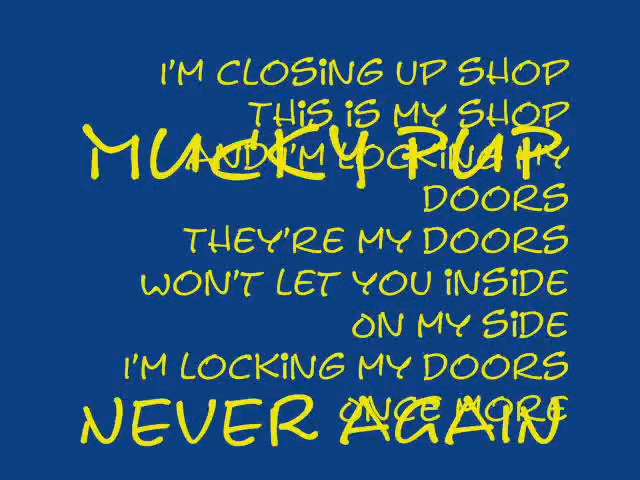 I'M CLOSING UP SHOP
THIS IS MY SHOP
MUCKY PUP
AND I'M LOCKING MY
DOORS
THEY'RE MY DOORS
WON'T LET YOU INSIDE
ON MY SIDE
I'M LOCKING MY DOORS
ONCE MORE
NEVER AGAIN